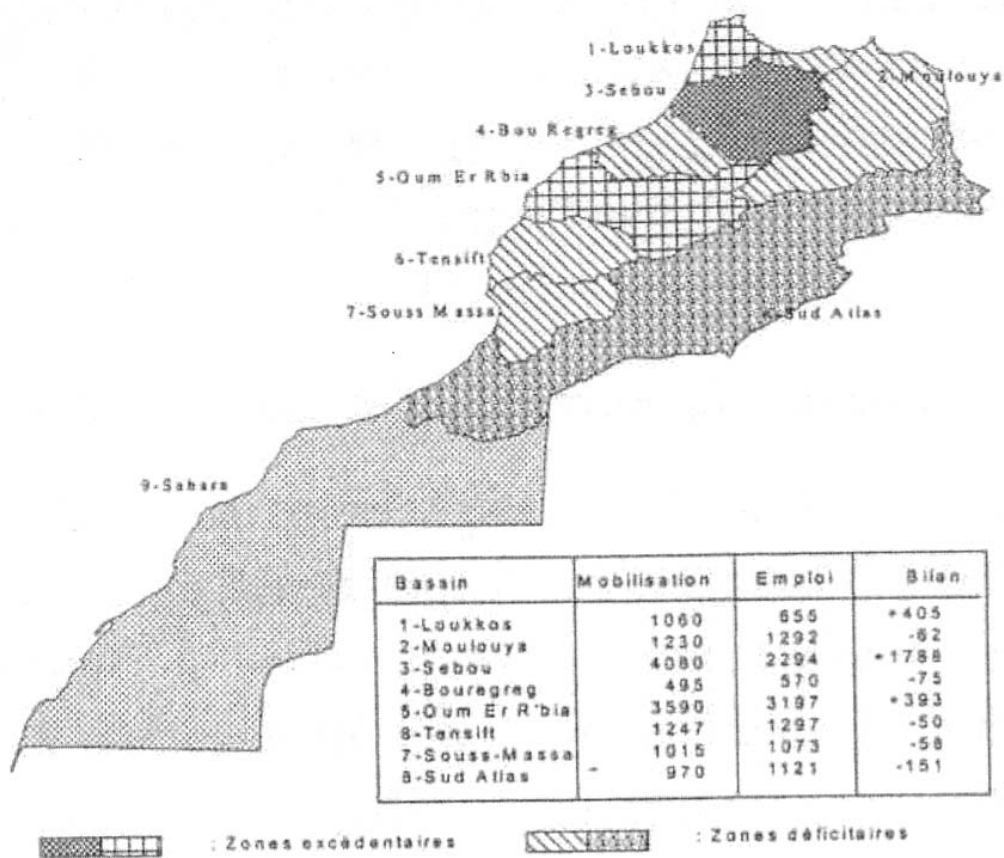 1-Loukkos
2-Moulouya
3-Sebou
4-Bou Regreg
5-Oum Er Rbia
6-Tensift
7-Souss Massa
8-Sud Atlas
9-Sahara
Bassin Mobilisation Emploi Bilan
1-Loukkos 1060 655 +405
2-Moulouya 1230 1292 -62
3-Sebou 4080 2294 +1788
4-Bouregreg 495 570 -75
5-Oum Er R'bia 3590 3197 +393
6-Tensift 1247 1297 -50
7-Souss-Massa 1015 1073 -58
8-Sud Atlas - 970 1121 -151
: Zones excédentaires
: Zones déficitaires